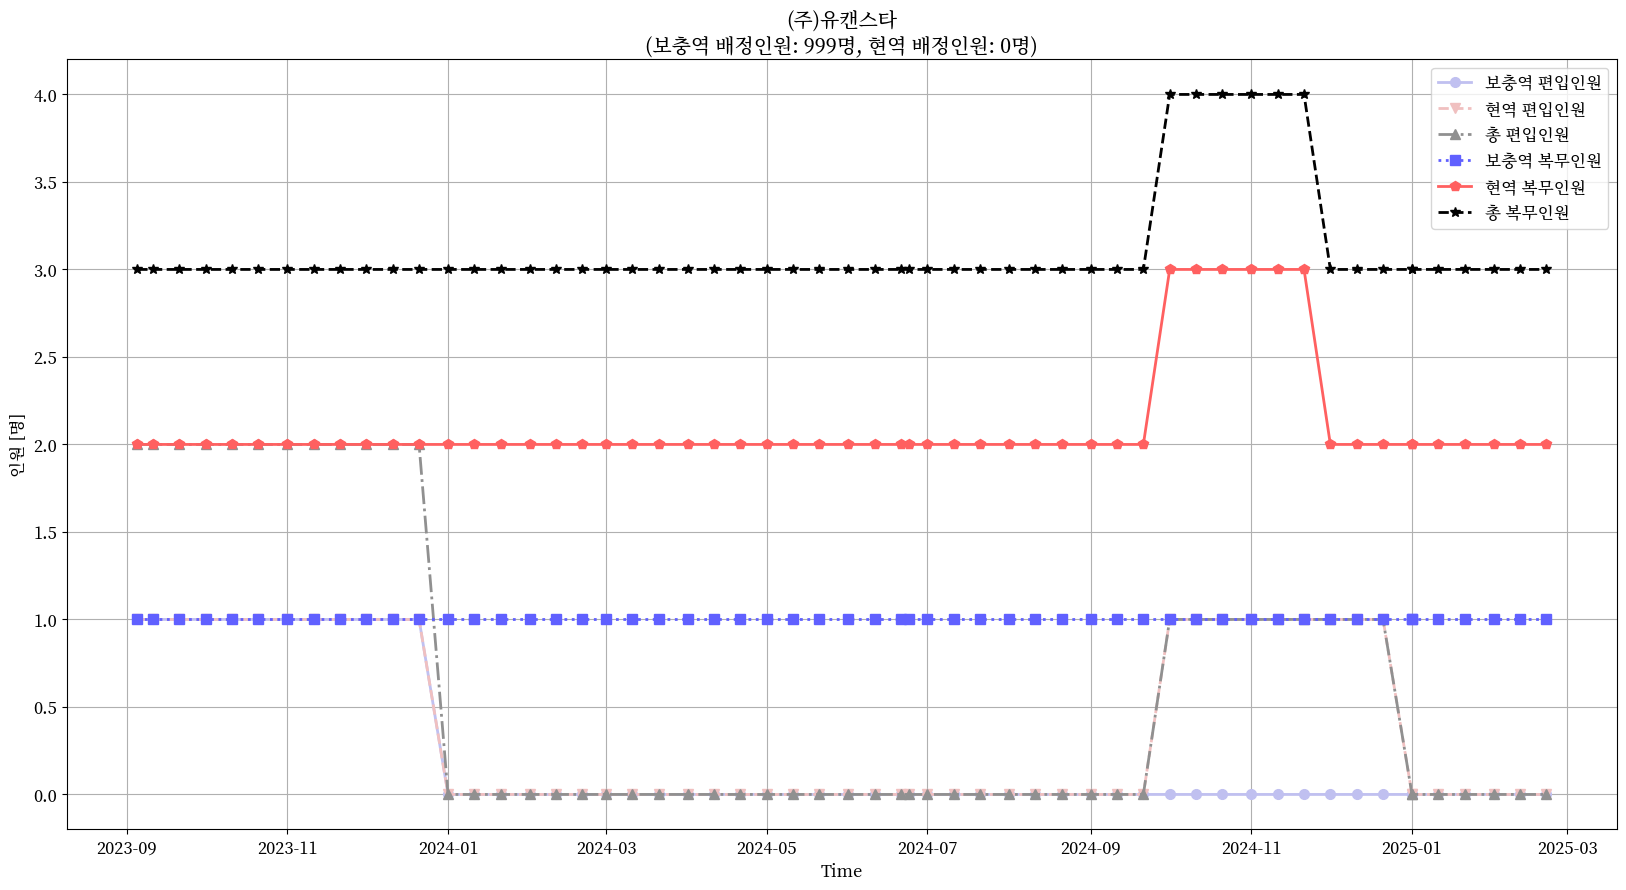 (주)유캔스타
(보충역 배정인원: 999명, 현역 배정인원: 0명)
보충역 편입인원
현역 편입인원
총 편입인원
보충역 복무인원
현역 복무인원
총 복무인원
인원 [명]
4.0
3.5
3.0
2.5
2.0
1.5
1.0
0.5
0.0
2023-09
2023-11
2024-01
2024-03
2024-05
2024-07
2024-09
2024-11
2025-01
2025-03
Time